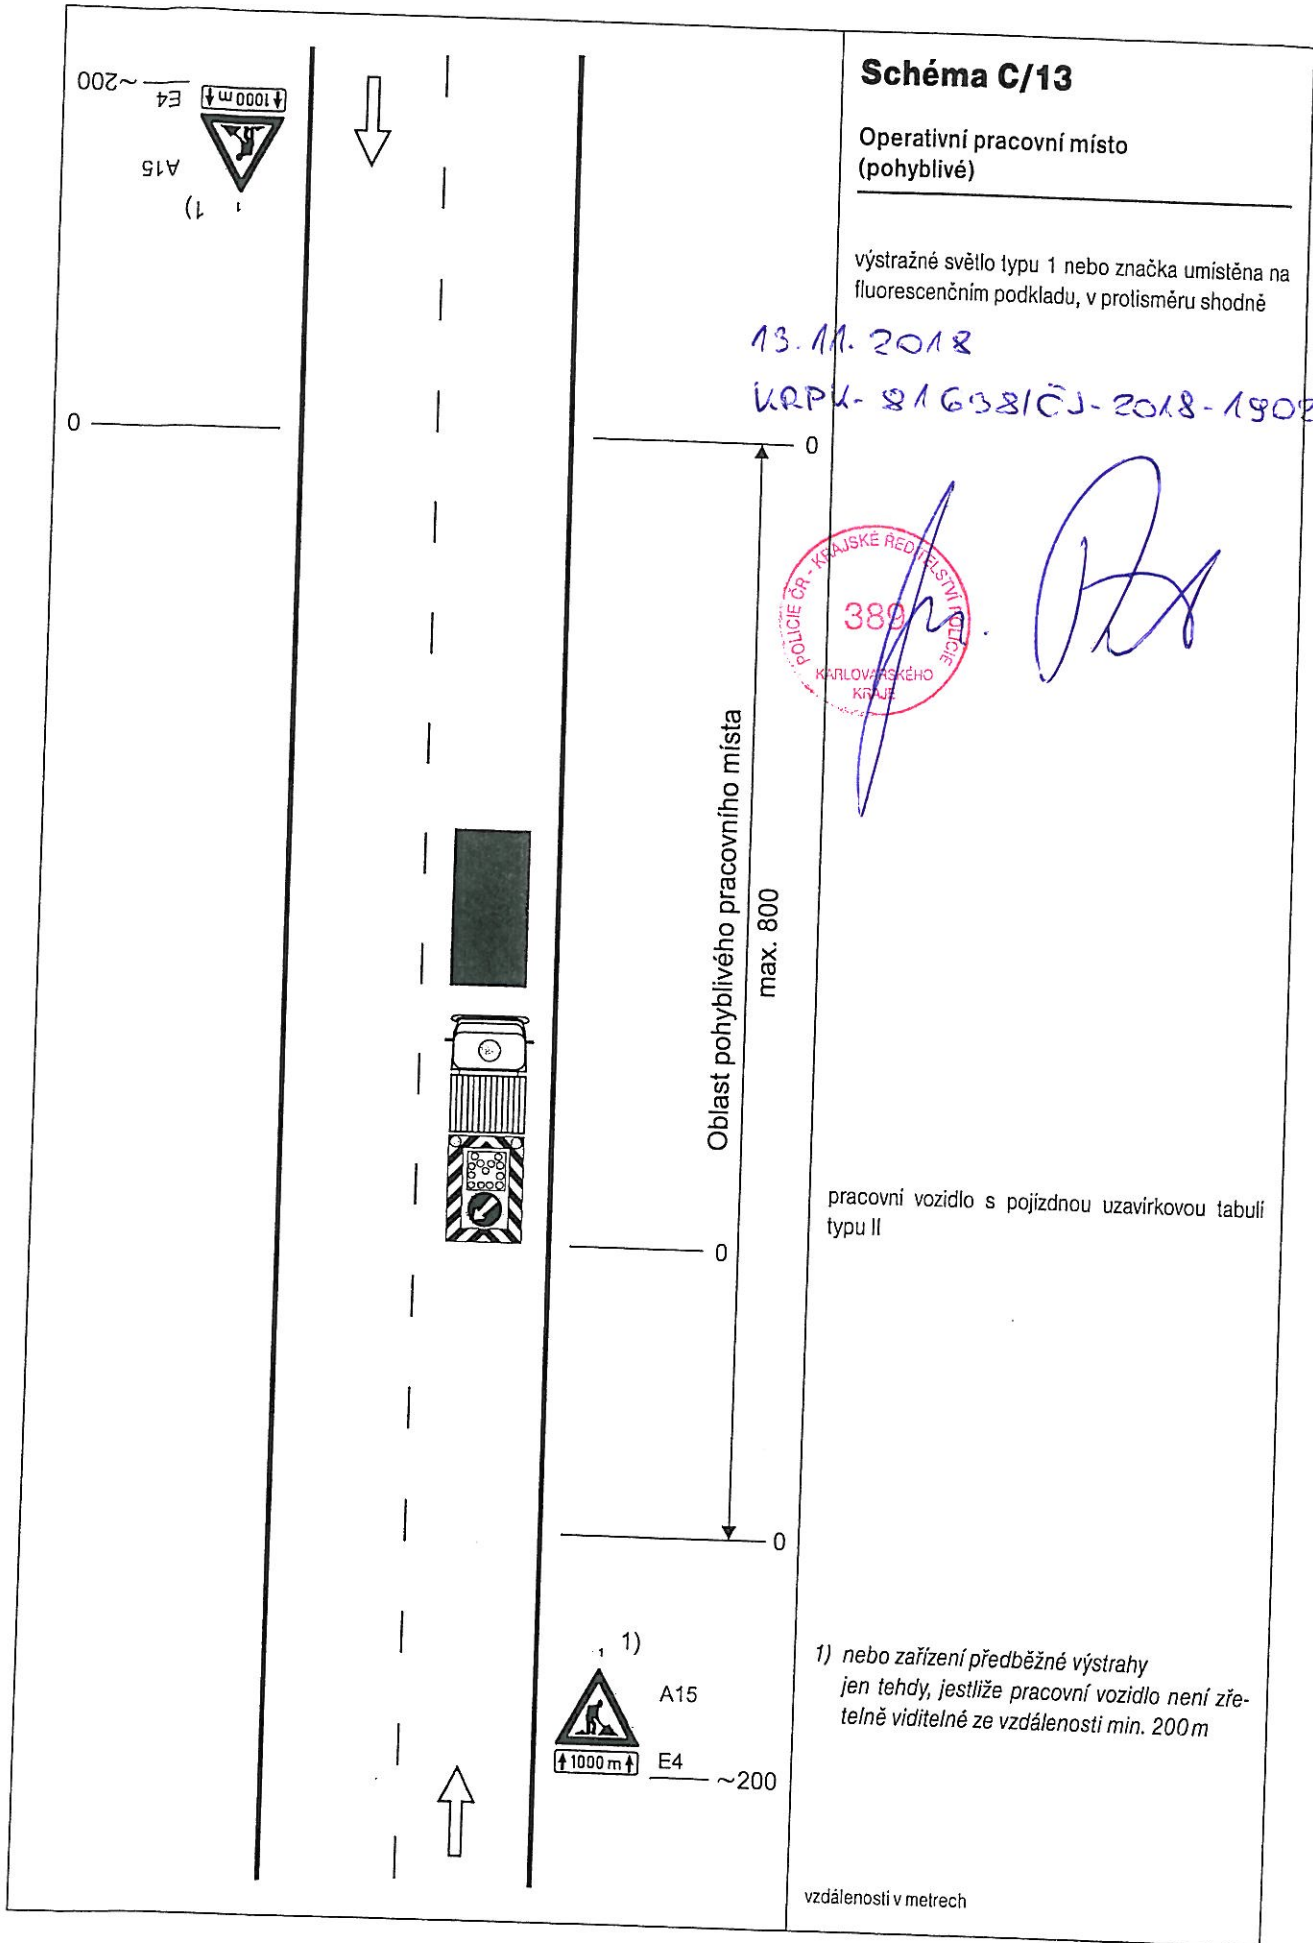 Schéma C/13
Operativní pracovní místo
(pohyblivé)
výstražné světlo typu 1 nebo značka umístěna na
fluorescenčním podkladu, v protisměru shodně
13.11.2018
KRPK-81638/ČJ-2018-1902
POLICIE ČR - KRAJSKÉ ŘEDITELSTVÍ POLICIE
389
KARLOVARSKÉHO
KRAJE
~200
E4
1000 m
A15
1)
1
0
0
Oblast pohyblivého pracovního místa
max. 800
0
pracovní vozidlo s pojízdnou uzavírkovou tabulí
typu II
0
1
1)
A15
1000 m
E4
~200
1) nebo zařízení předběžné výstrahy
jen tehdy, jestliže pracovní vozidlo není zře-
telně viditelné ze vzdálenosti min. 200m
vzdálenosti v metrech